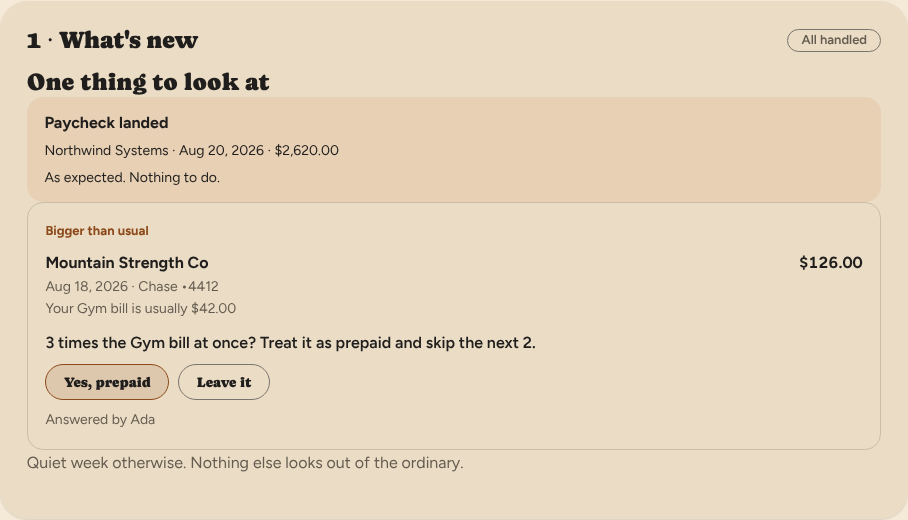 1 · What's new
All handled
One thing to look at
Paycheck landed
Northwind Systems · Aug 20, 2026 · $2,620.00
As expected. Nothing to do.
Bigger than usual
Mountain Strength Co
$126.00
Aug 18, 2026 · Chase •4412
Your Gym bill is usually $42.00
3 times the Gym bill at once? Treat it as prepaid and skip the next 2.
Yes, prepaid
Leave it
Answered by Ada
Quiet week otherwise. Nothing else looks out of the ordinary.